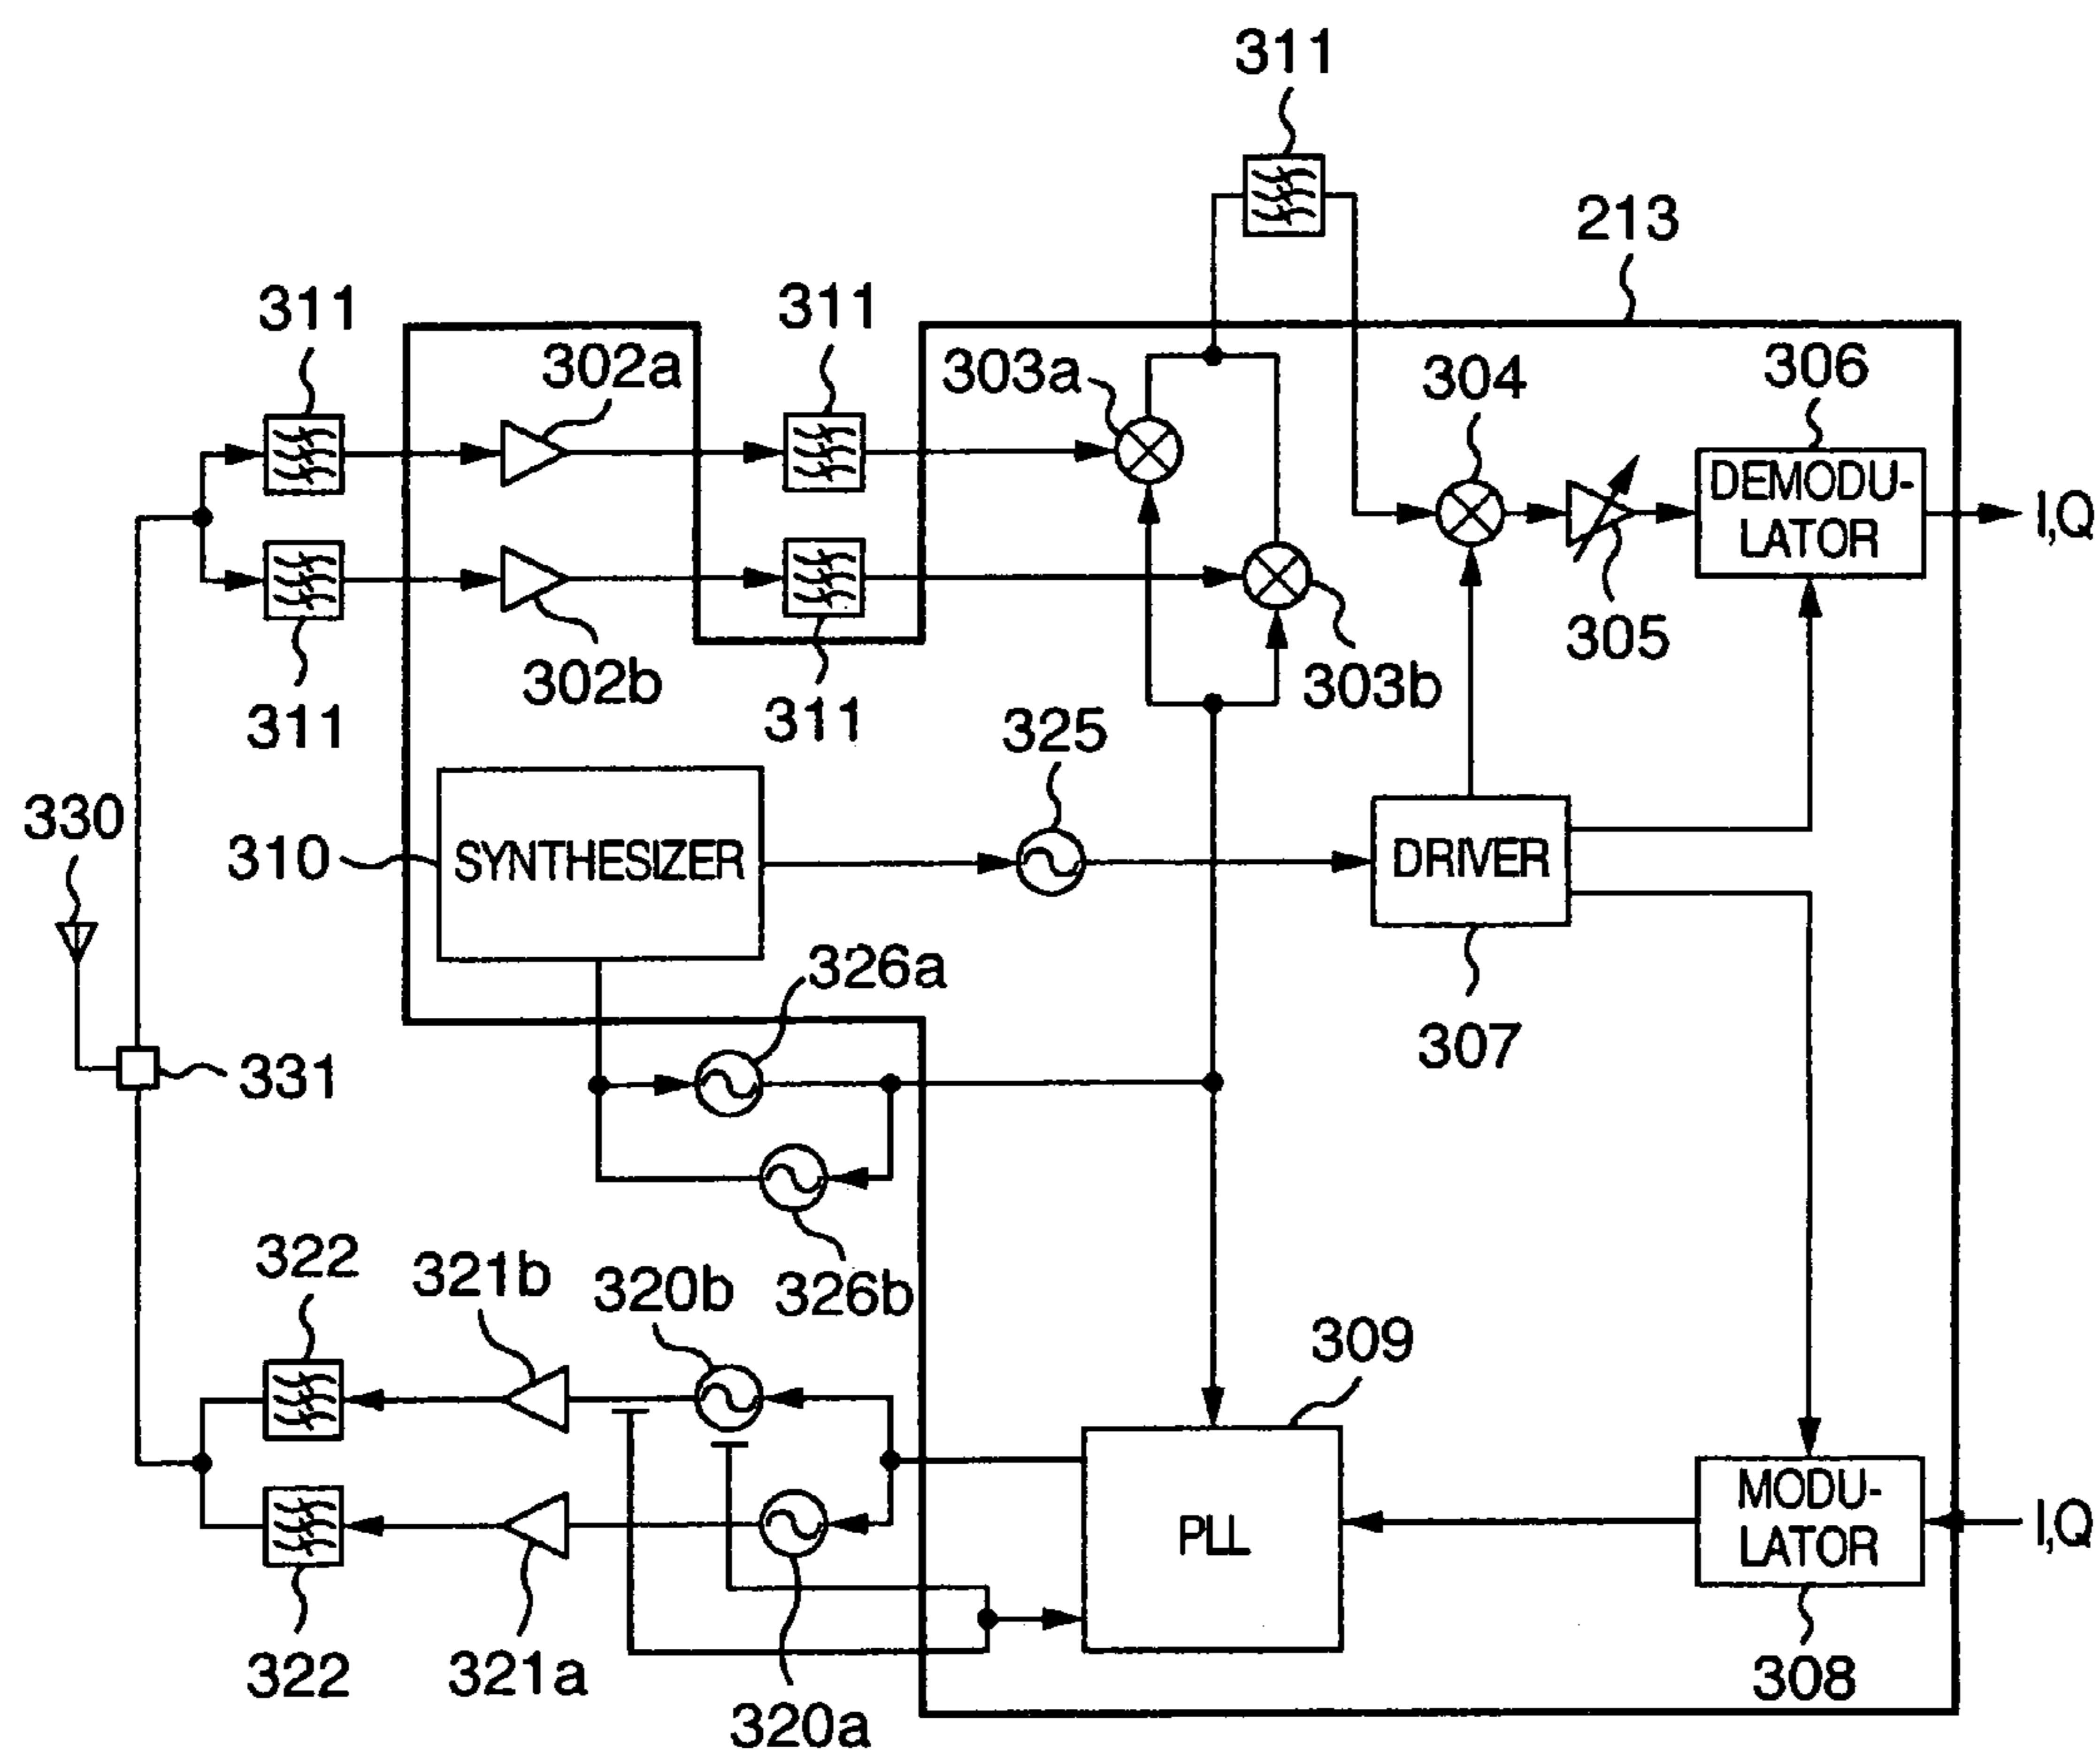 311
213
311
311
302a
303a
304
306
DEMODU-
LATOR
I,Q
305
302b
303b
311
311
325
330
310
SYNTHESIZER
DRIVER
326a
307
331
322
321b
320b
326b
309
PLL
MODU-
LATOR
I,Q
322
321a
320a
308